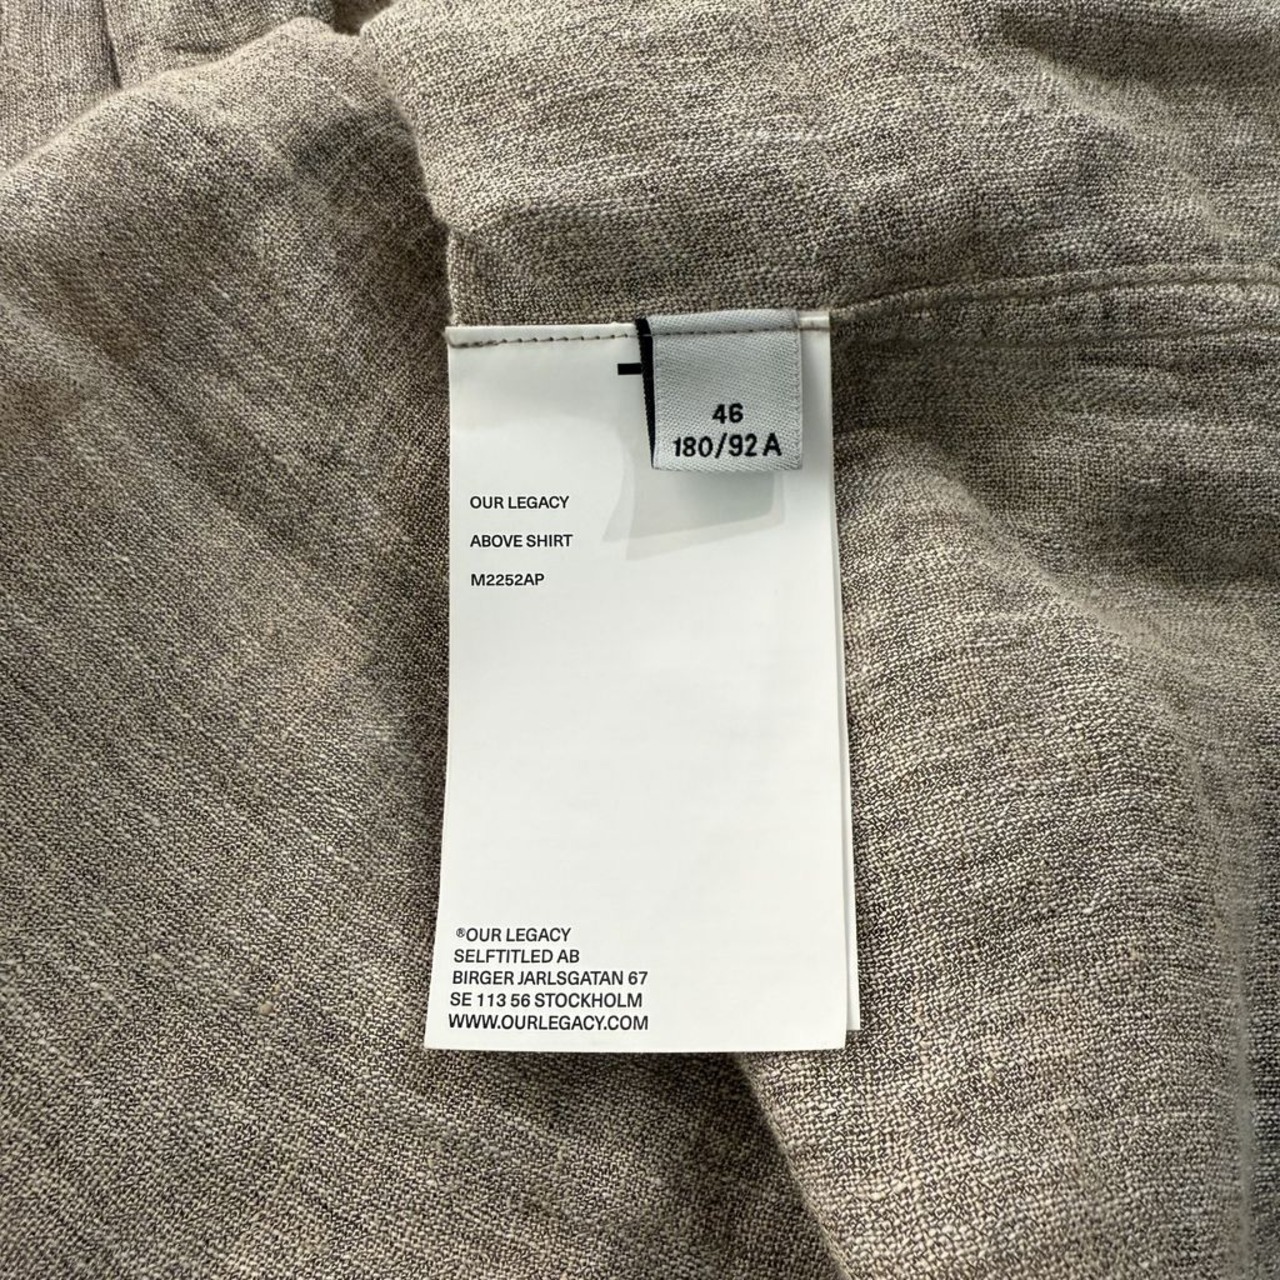 46
180/92 A
OUR LEGACY
ABOVE SHIRT
M2252AP
®OUR LEGACY
SELFTITLED AB
BIRGER JARLSGATAN 67
SE 113 56 STOCKHOLM
WWW.OURLEGACY.COM